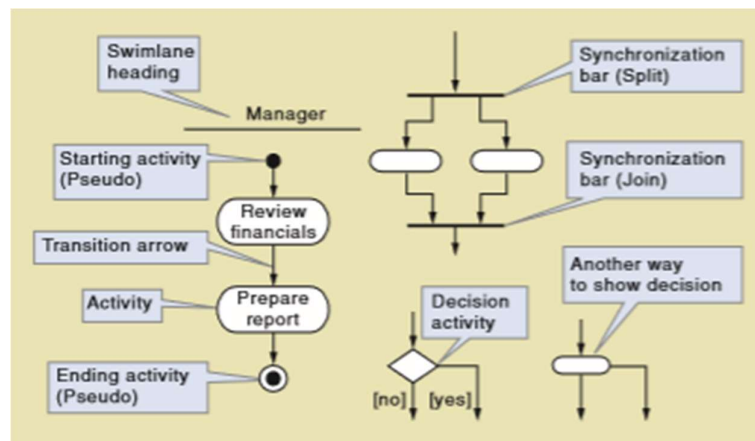 Swimlane
heading
Manager
Starting activity
(Pseudo)
Review
financials
Transition arrow
Activity
Prepare
report
Ending activity
(Pseudo)
Synchronization
bar (Split)
Synchronization
bar (Join)
Decision
activity
[no] [yes]
Another way
to show decision